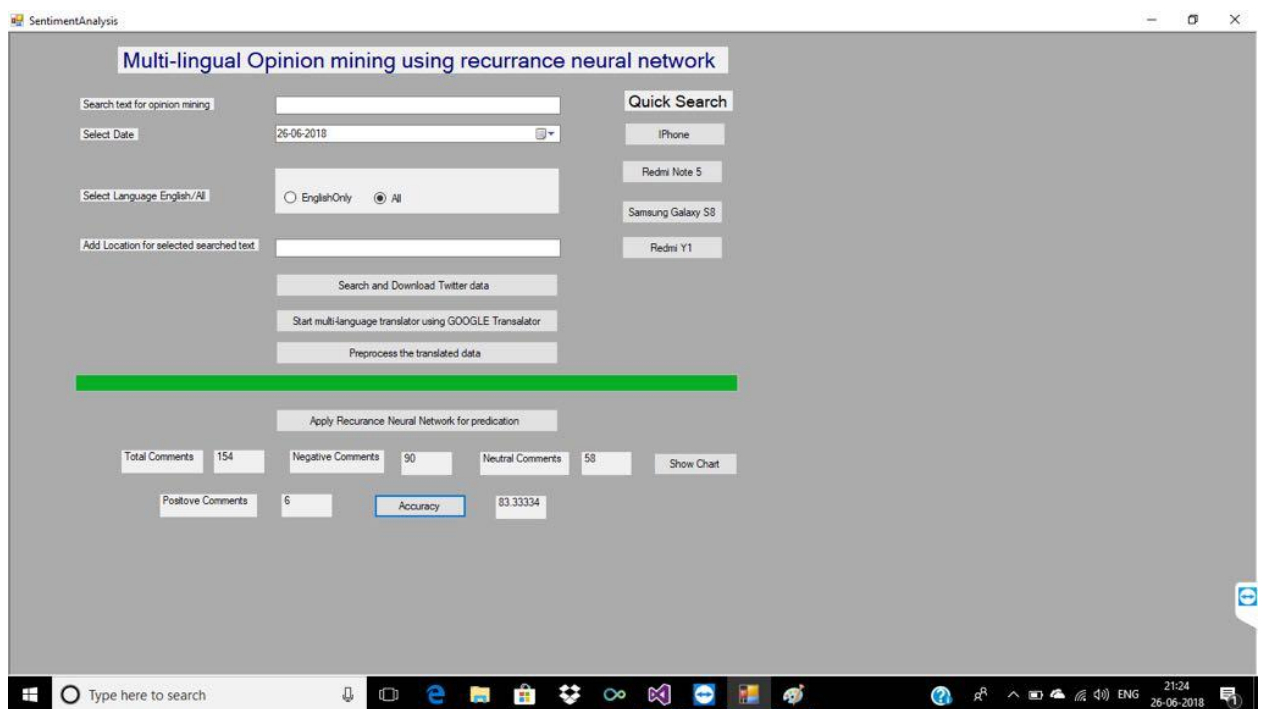 SentimentAnalysis
Multi-lingual Opinion mining using recurrance neural network
Search text for opinion mining
Quick Search
Select Date
26-06-2018
IPhone
Redmi Note 5
Select Language English/All
EnglishOnly
All
Samsung Galaxy S8
Add Location for selected searched text
Redmi Y1
Search and Download Twitter data
Start multi-language translator using GOOGLE Transalator
Preprocess the translated data
Apply Recurance Neural Network for predication
Total Comments
154
Negative Comments
90
Neutral Comments
58
Show Chart
Positove Comments
6
Accuracy
83.33334
Type here to search
ENG
21:24
26-06-2018